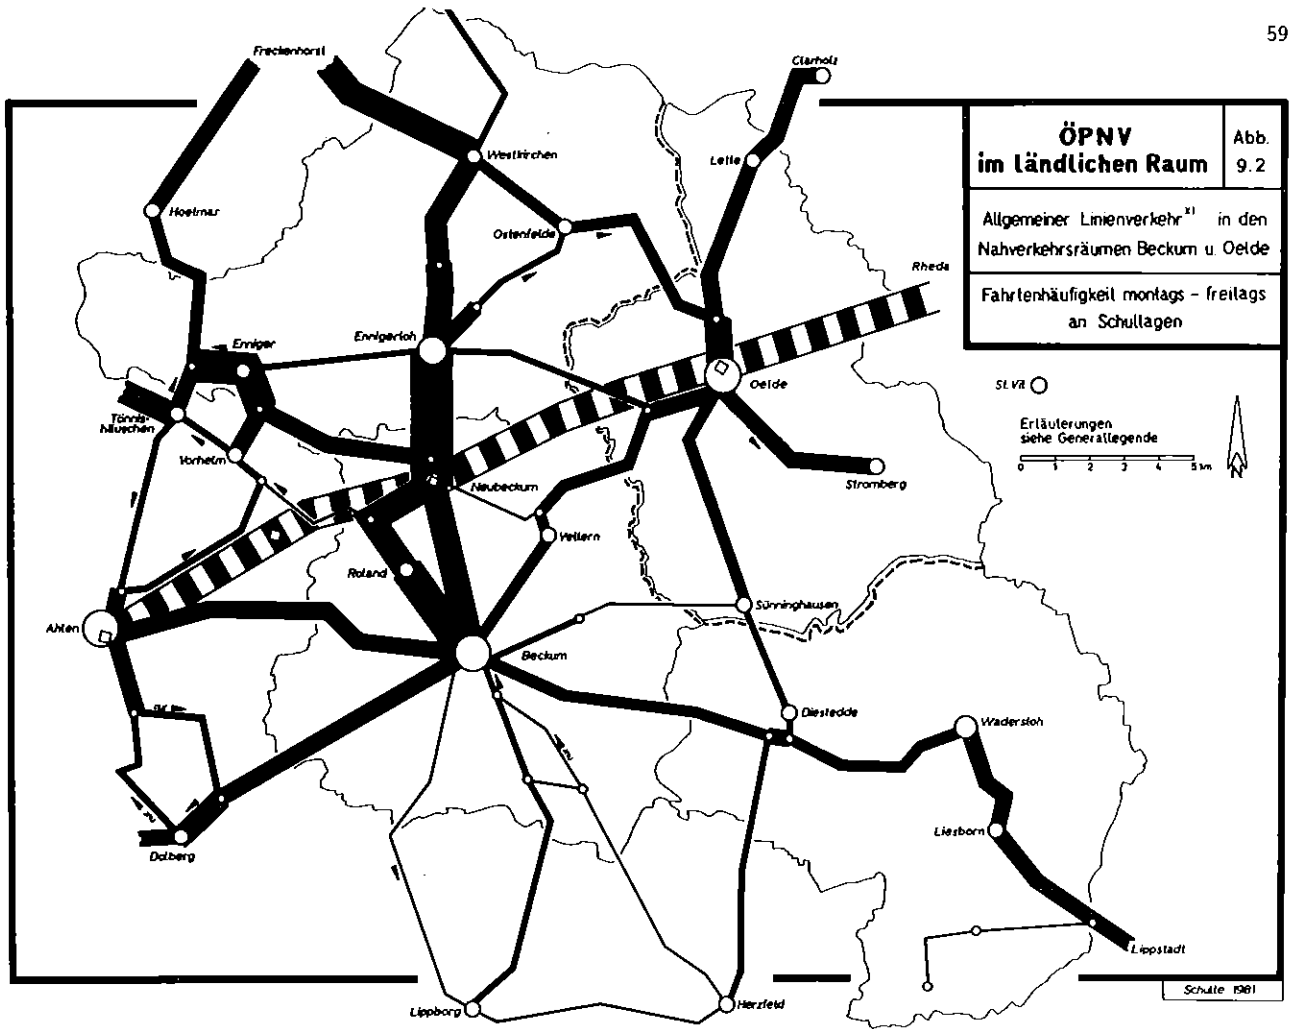 59
ÖPNV
im ländlichen Raum
Abb.
9.2
Allgemeiner Linienverkehr x) in den
Nahverkehrsräumen Beckum u. Oelde
Fahrtenhäufigkeit montags - freitags
an Schultagen
Freckenhorst
Clarholz
Westkirchen
Lette
Hoetmar
Ostenfelde
Rheda
Ennigerloh
Enniger
Oelde
St. Vit
Tönnis-
häuschen
Erläuterungen
siehe Generallegende
0 1 2 3 4 5 km
Vorhelm
Neubeckum
Stromberg
Vellern
Roland
Sünninghausen
Ahlen
Beckum
Diestedde
Wadersloh
Liesborn
Dolberg
Lippstadt
Schulte 1981
Lippborg
Herzfeld